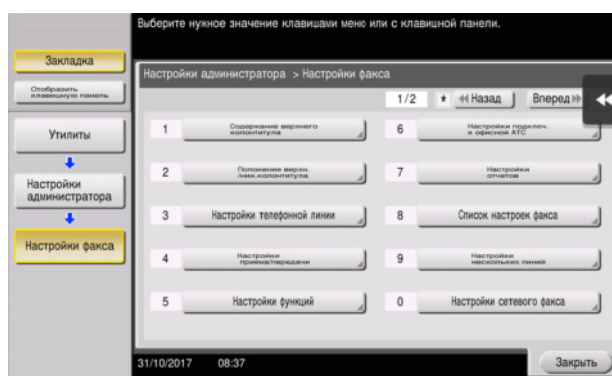 Выберите нужное значение клавишами меню или с клавишной панели.
Закладка
Отобразить
клавишную панель
Утилиты
Настройки
администратора
Настройки факса
Настройки администратора > Настройки факса
1/2
Назад
Вперед
1
Содержание верхнего
колонтитула
2
Положение верхн.
/ниж.колонтитула
3
Настройки телефонной линии
4
Настройки
приема/передачи
5
Настройки функций
6
Настройки подключ.
к офисной АТС
7
Настройки
отчетов
8
Список настроек факса
9
Настройки
нескольких линий
0
Настройки сетевого факса
31/10/2017 08:37
Закрыть